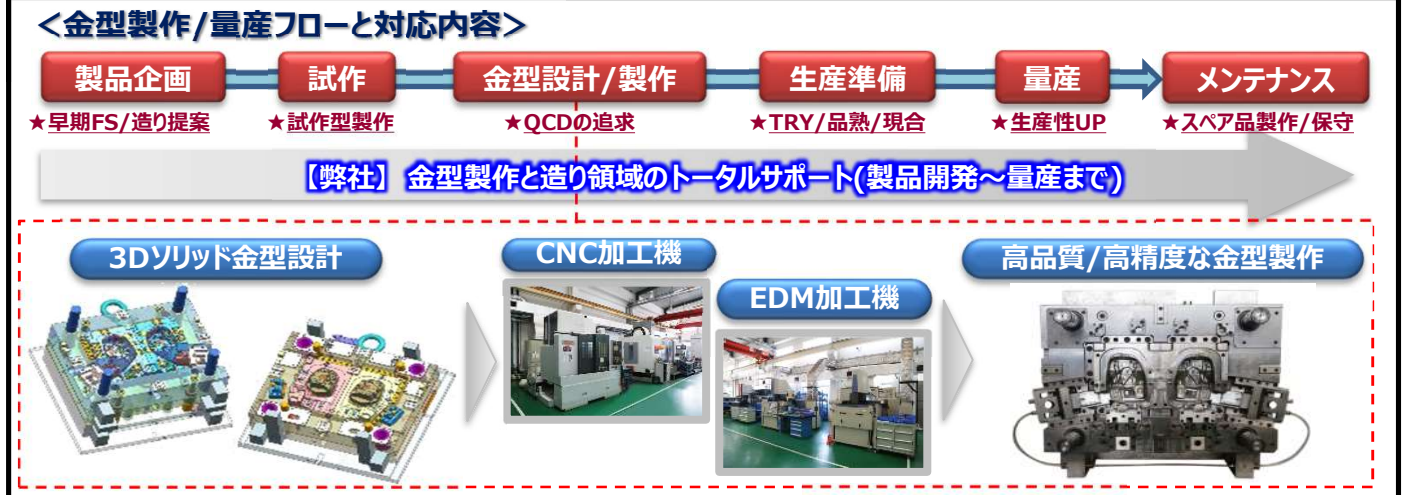 ＜金型製作/量産フローと対応内容＞
製品企画 試作 金型設計/製作 生産準備 量産 メンテナンス
★早期FS/造り提案 ★試作型製作 ★QCDの追求 ★TRY/品熟/現合 ★生産性UP ★スペア品製作/保守
【弊社】 金型製作と造り領域のトータルサポート(製品開発～量産まで)
3Dソリッド金型設計
CNC加工機
EDM加工機
高品質/高精度な金型製作